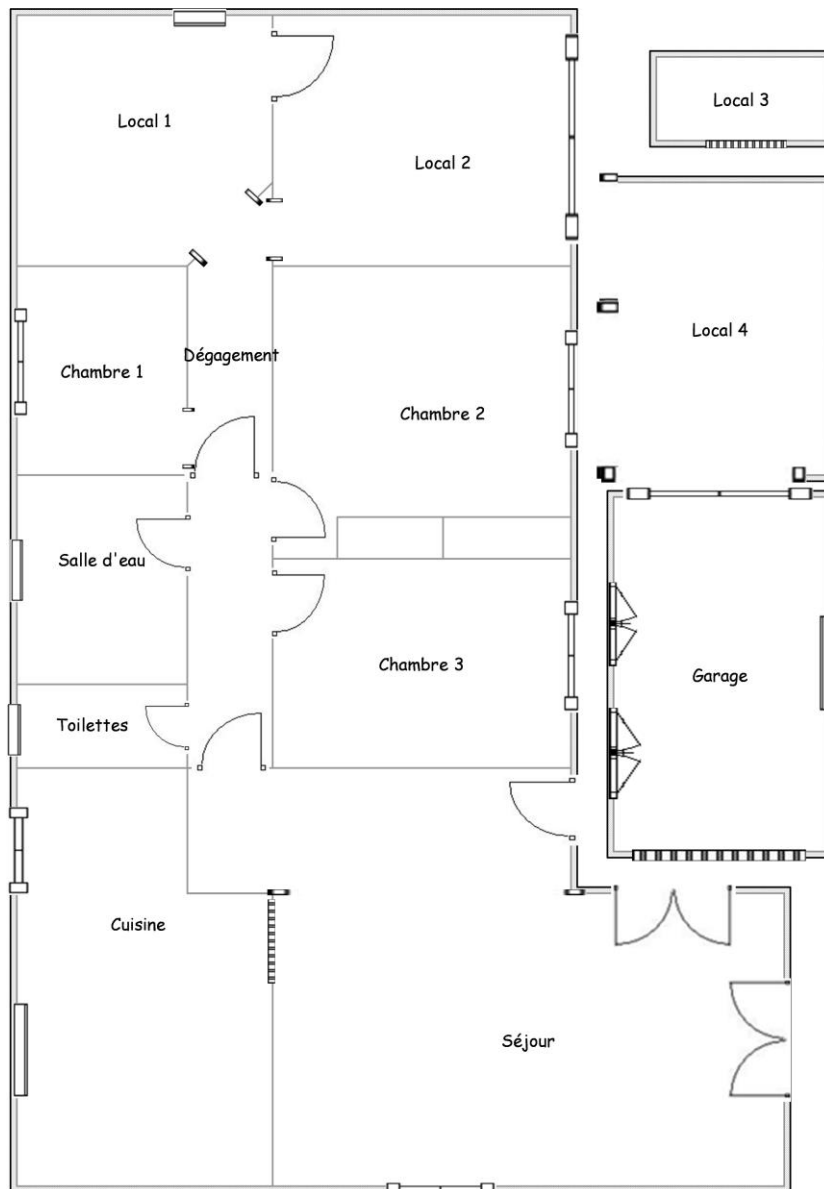 Local 1
Local 3
Local 2
Local 4
Dégagement
Chambre 1
Chambre 2
Salle d'eau
Chambre 3
Garage
Toilettes
Cuisine
Séjour